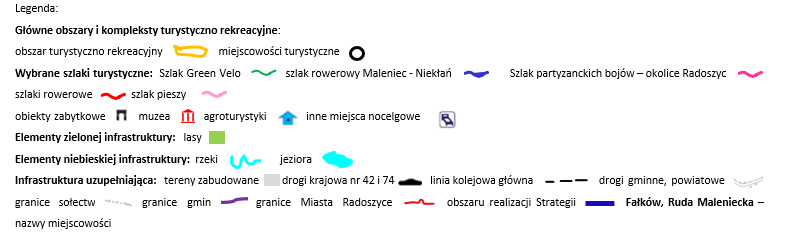 Legenda:
Główne obszary i kompleksty turystyczno rekreacyjne:
obszar turystyczno rekreacyjny miejscowości turystyczne
Wybrane szlaki turystyczne: Szlak Green Velo szlak rowerowy Maleniec - Niekłań Szlak partyzanckich bojów – okolice Radoszyc
szlaki rowerowe szlak pieszy
obiekty zabytkowe muzea agroturystyki inne miejsca nocelgowe
Elementy zielonej infrastruktury: lasy
Elementy niebieskiej infrastruktury: rzeki jeziora
Infrastruktura uzupełniająca: tereny zabudowane drogi krajowa nr 42 i 74 linia kolejowa główna drogi gminne, powiatowe
granice sołectw granice gmin granice Miasta Radoszyce obszaru realizacji Strategii Fałków, Ruda Maleniecka –
nazwy miejscowości